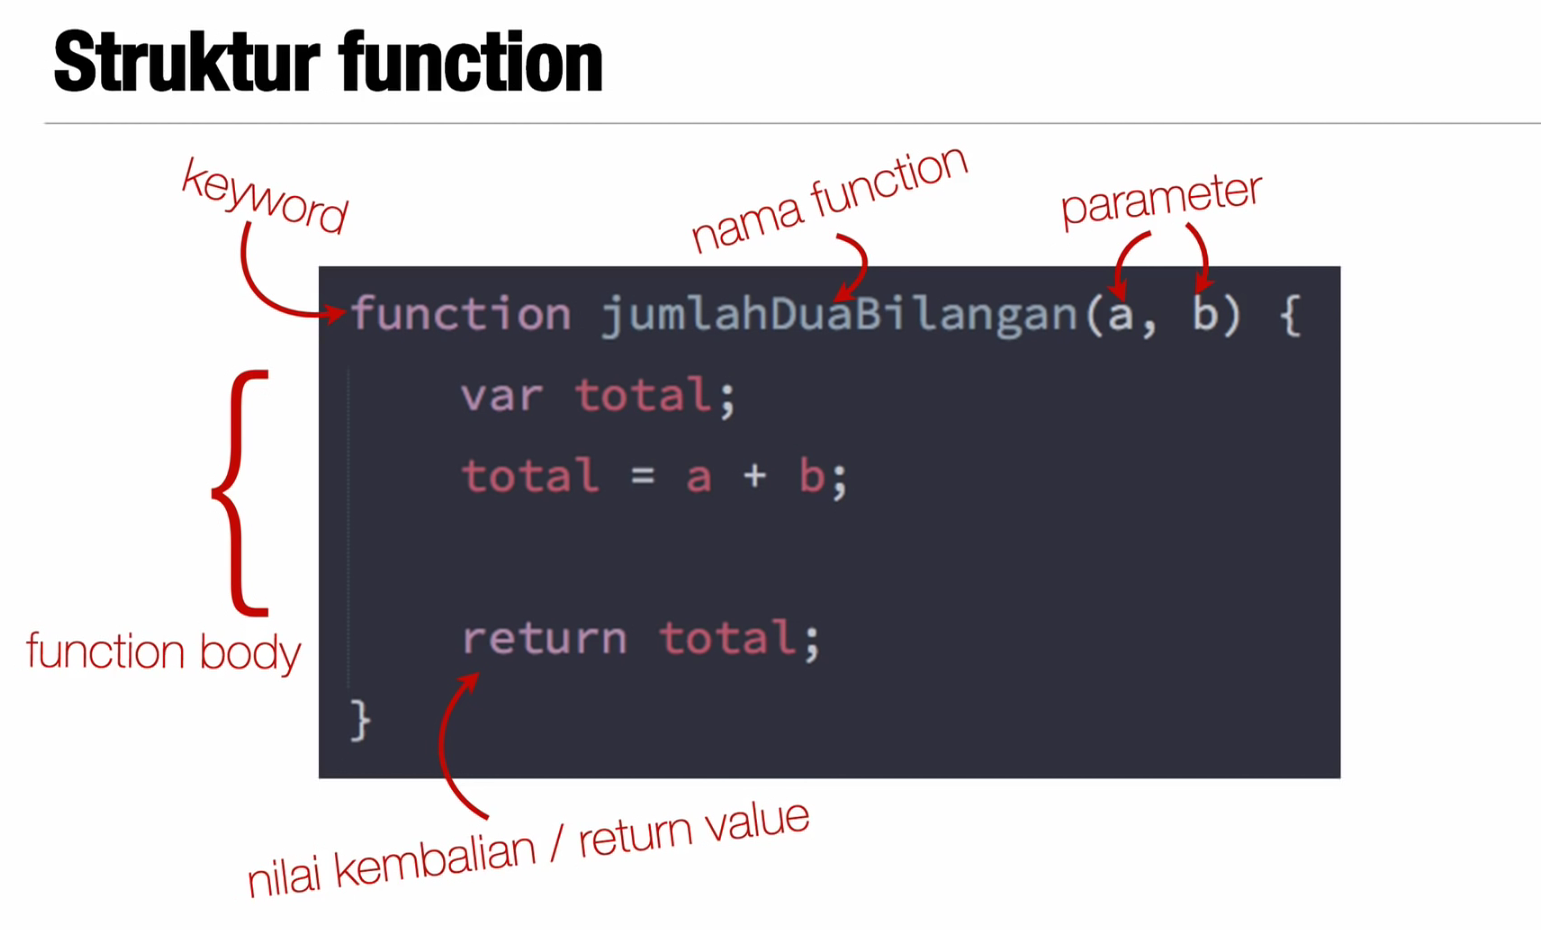 Struktur function
keyword
nama function
parameter
function jumlahDuaBilangan(a, b) {
var total;
total = a + b;
return total;
}
function body
nilai kembalian / return value